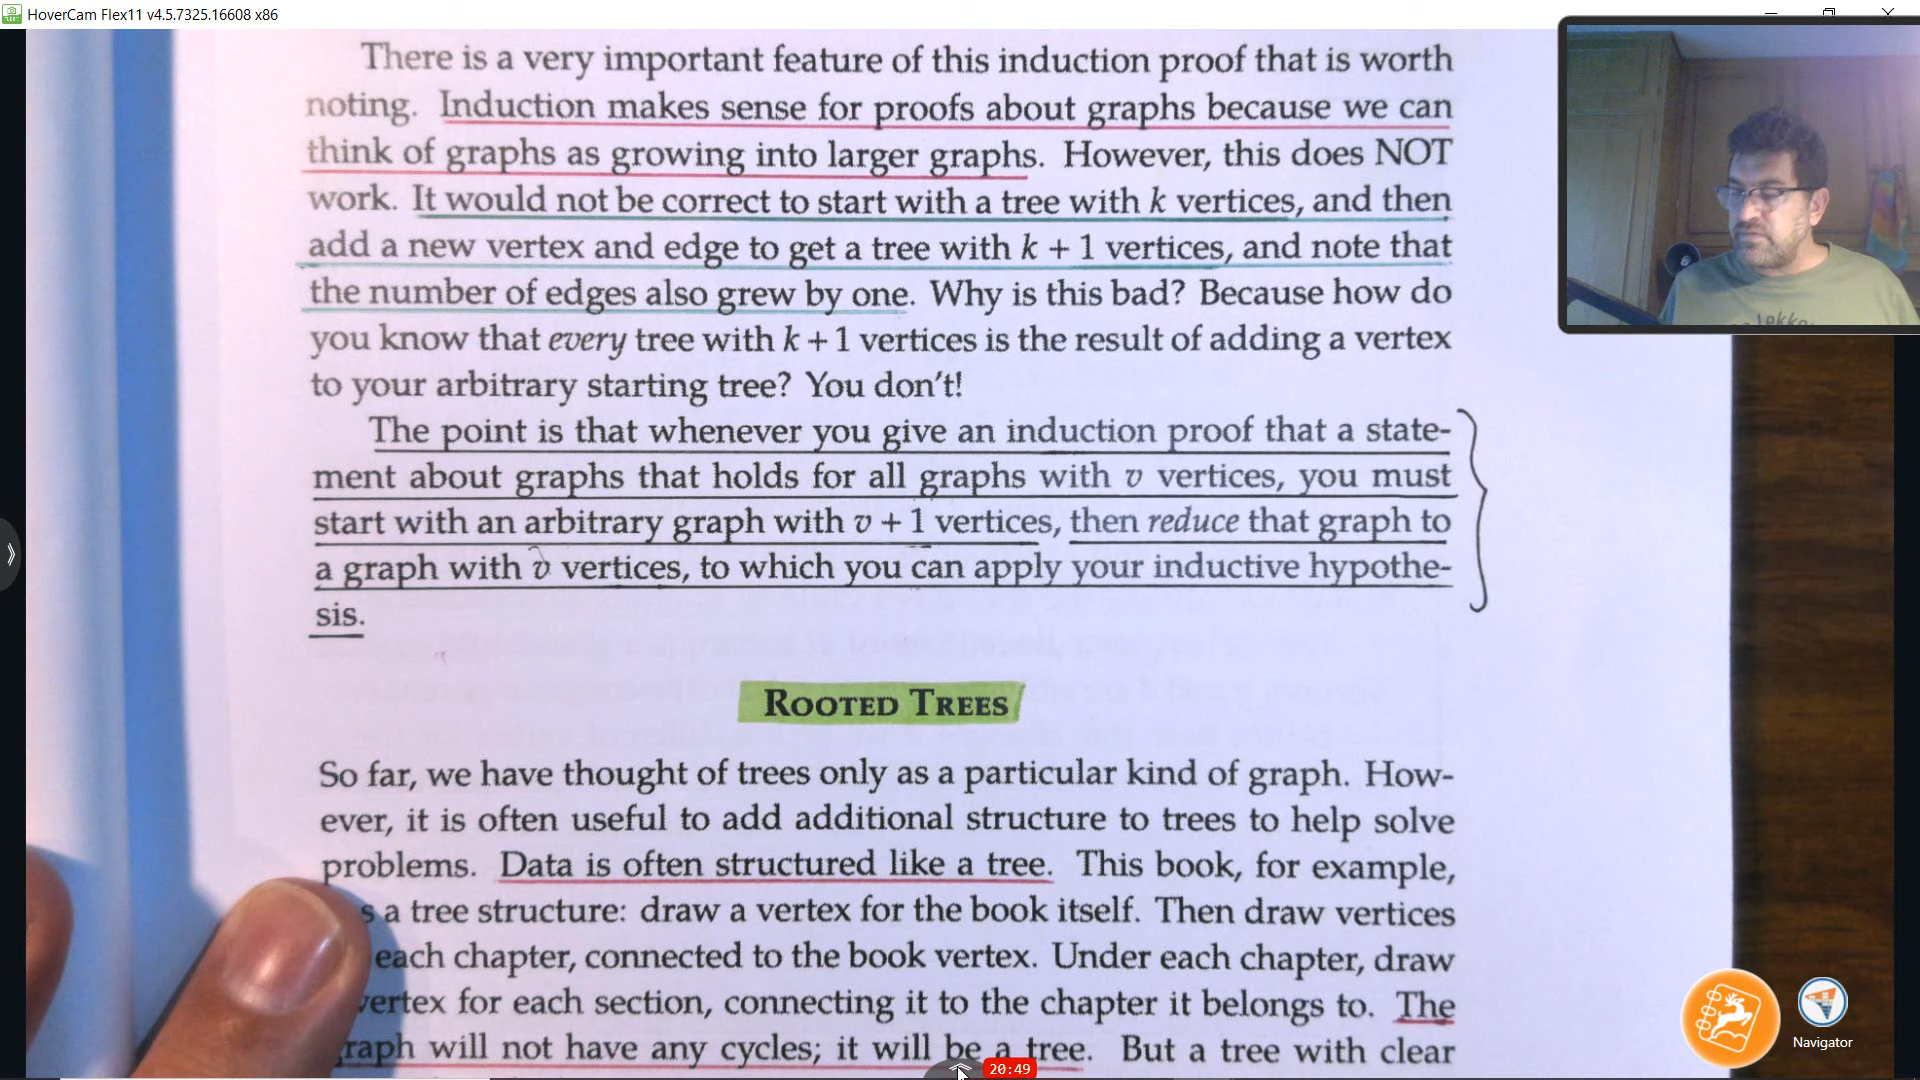 HoverCam Flex11 v4.5.7325.16608 x86
There is a very important feature of this induction proof that is worth
noting. Induction makes sense for proofs about graphs because we can
think of graphs as growing into larger graphs. However, this does NOT
work. It would not be correct to start with a tree with k vertices, and then
add a new vertex and edge to get a tree with k + 1 vertices, and note that
the number of edges also grew by one. Why is this bad? Because how do
you know that every tree with k + 1 vertices is the result of adding a vertex
to your arbitrary starting tree? You don't!
The point is that whenever you give an induction proof that a state-
ment about graphs that holds for all graphs with v vertices, you must
start with an arbitrary graph with v + 1 vertices, then reduce that graph to
a graph with v vertices, to which you can apply your inductive hypothe-
sis.
ROOTED TREES
So far, we have thought of trees only as a particular kind of graph. How-
ever, it is often useful to add additional structure to trees to help solve
problems. Data is often structured like a tree. This book, for example,
s a tree structure: draw a vertex for the book itself. Then draw vertices
each chapter, connected to the book vertex. Under each chapter, draw
vertex for each section, connecting it to the chapter it belongs to. The
raph will not have any cycles; it will be a tree. But a tree with clear
20:49
Navigator